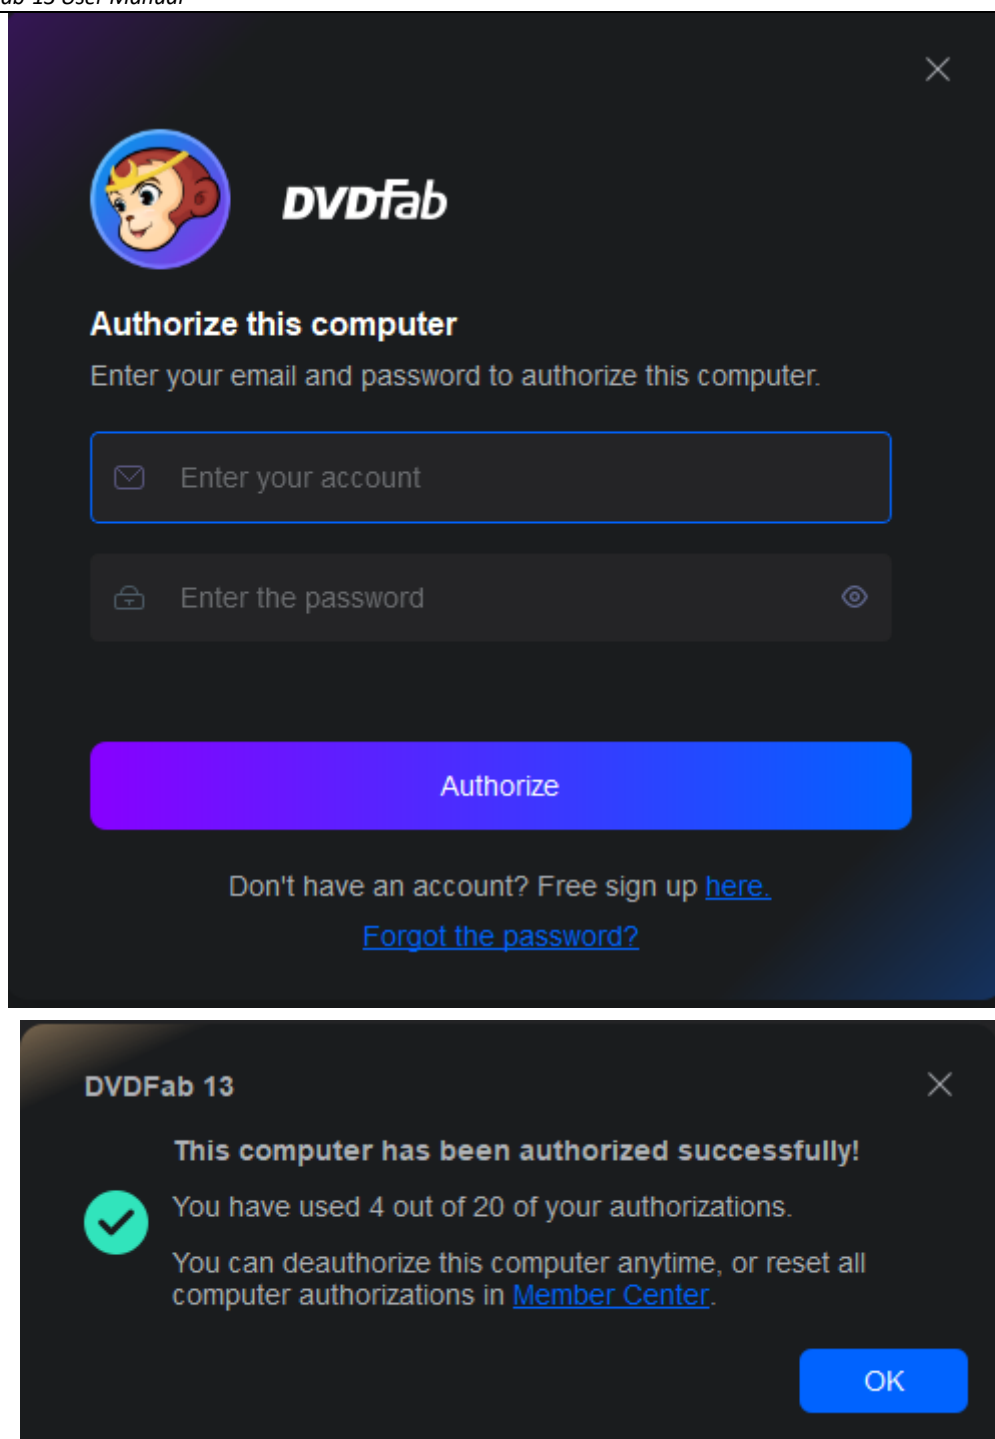 13 User Manual
DVDFab
Authorize this computer
Enter your email and password to authorize this computer.
Enter your account
Enter the password
Authorize
Don't have an account? Free sign up here.
Forgot the password?
DVDFab 13
This computer has been authorized successfully!
You have used 4 out of 20 of your authorizations.
You can deauthorize this computer anytime, or reset all
computer authorizations in Member Center.
OK